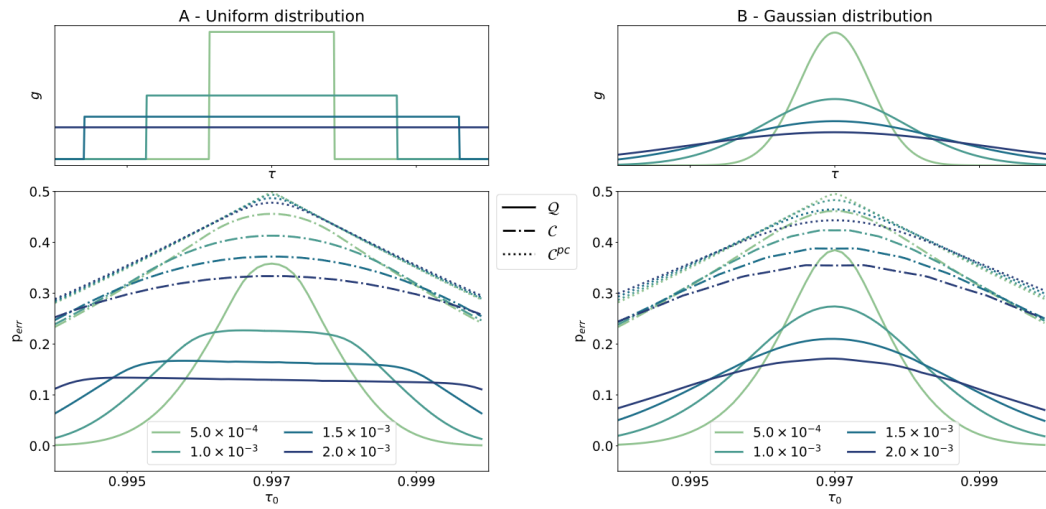 A - Uniform distribution
g
τ
0.5
0.4
0.3
0.2
0.1
0.0
p_err
5.0 × 10⁻⁴
1.0 × 10⁻³
1.5 × 10⁻³
2.0 × 10⁻³
0.995
0.997
0.999
τ₀
𝒬
𝒞
𝒞^pc
B - Gaussian distribution
g
τ
0.5
0.4
0.3
0.2
0.1
0.0
p_err
5.0 × 10⁻⁴
1.0 × 10⁻³
1.5 × 10⁻³
2.0 × 10⁻³
0.995
0.997
0.999
τ₀